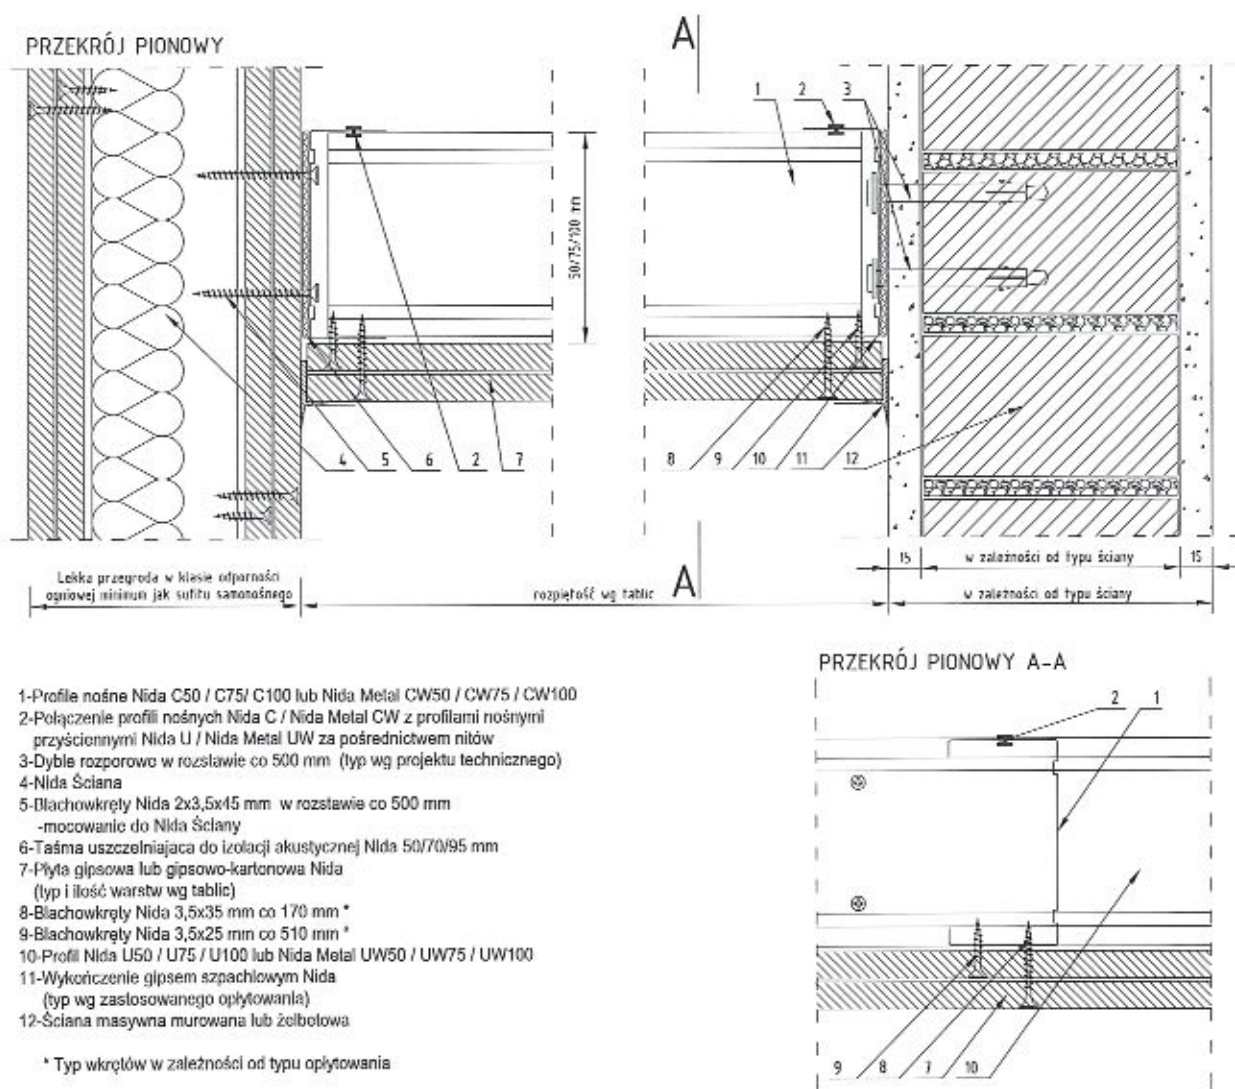 PRZEKRÓJ PIONOWY
A
1 2 3
50/75/100 mm
4 5 6 2 7
8 9 10 11 12
A
Lekka przegroda w klasie odporności
ogniowej minimum jak sufitu samonośnego
rozpiętość wg tablic
15 w zależności od typu ściany 15
w zależności od typu ściany
1-Profile nośne Nida C50 / C75/ C100 lub Nida Metal CW50 / CW75 / CW100
2-Połączenie profili nośnych Nida C / Nida Metal CW z profilami nośnymi
przyściennymi Nida U / Nida Metal UW za pośrednictwem nitów
3-Dyble rozporowe w rozstawie co 500 mm (typ wg projektu technicznego)
4-Nida Ściana
5-Blachowkręty Nida 2x3,5x45 mm w rozstawie co 500 mm
-mocowanie do Nida Ściany
6-Taśma uszczelniajaca do izolacji akustycznej Nida 50/70/95 mm
7-Płyta gipsowa lub gipsowo-kartonowa Nida
(typ i ilość warstw wg tablic)
8-Blachowkręty Nida 3,5x35 mm co 170 mm *
9-Blachowkręty Nida 3,5x25 mm co 510 mm *
10-Profil Nida U50 / U75 / U100 lub Nida Metal UW50 / UW75 / UW100
11-Wykończenie gipsem szpachlowym Nida
(typ wg zastosowanego opłytowania)
12-Ściana masywna murowana lub żelbetowa
* Typ wkrętów w zależności od typu opłytowania
PRZEKRÓJ PIONOWY A-A
2 1
9 8 7 10